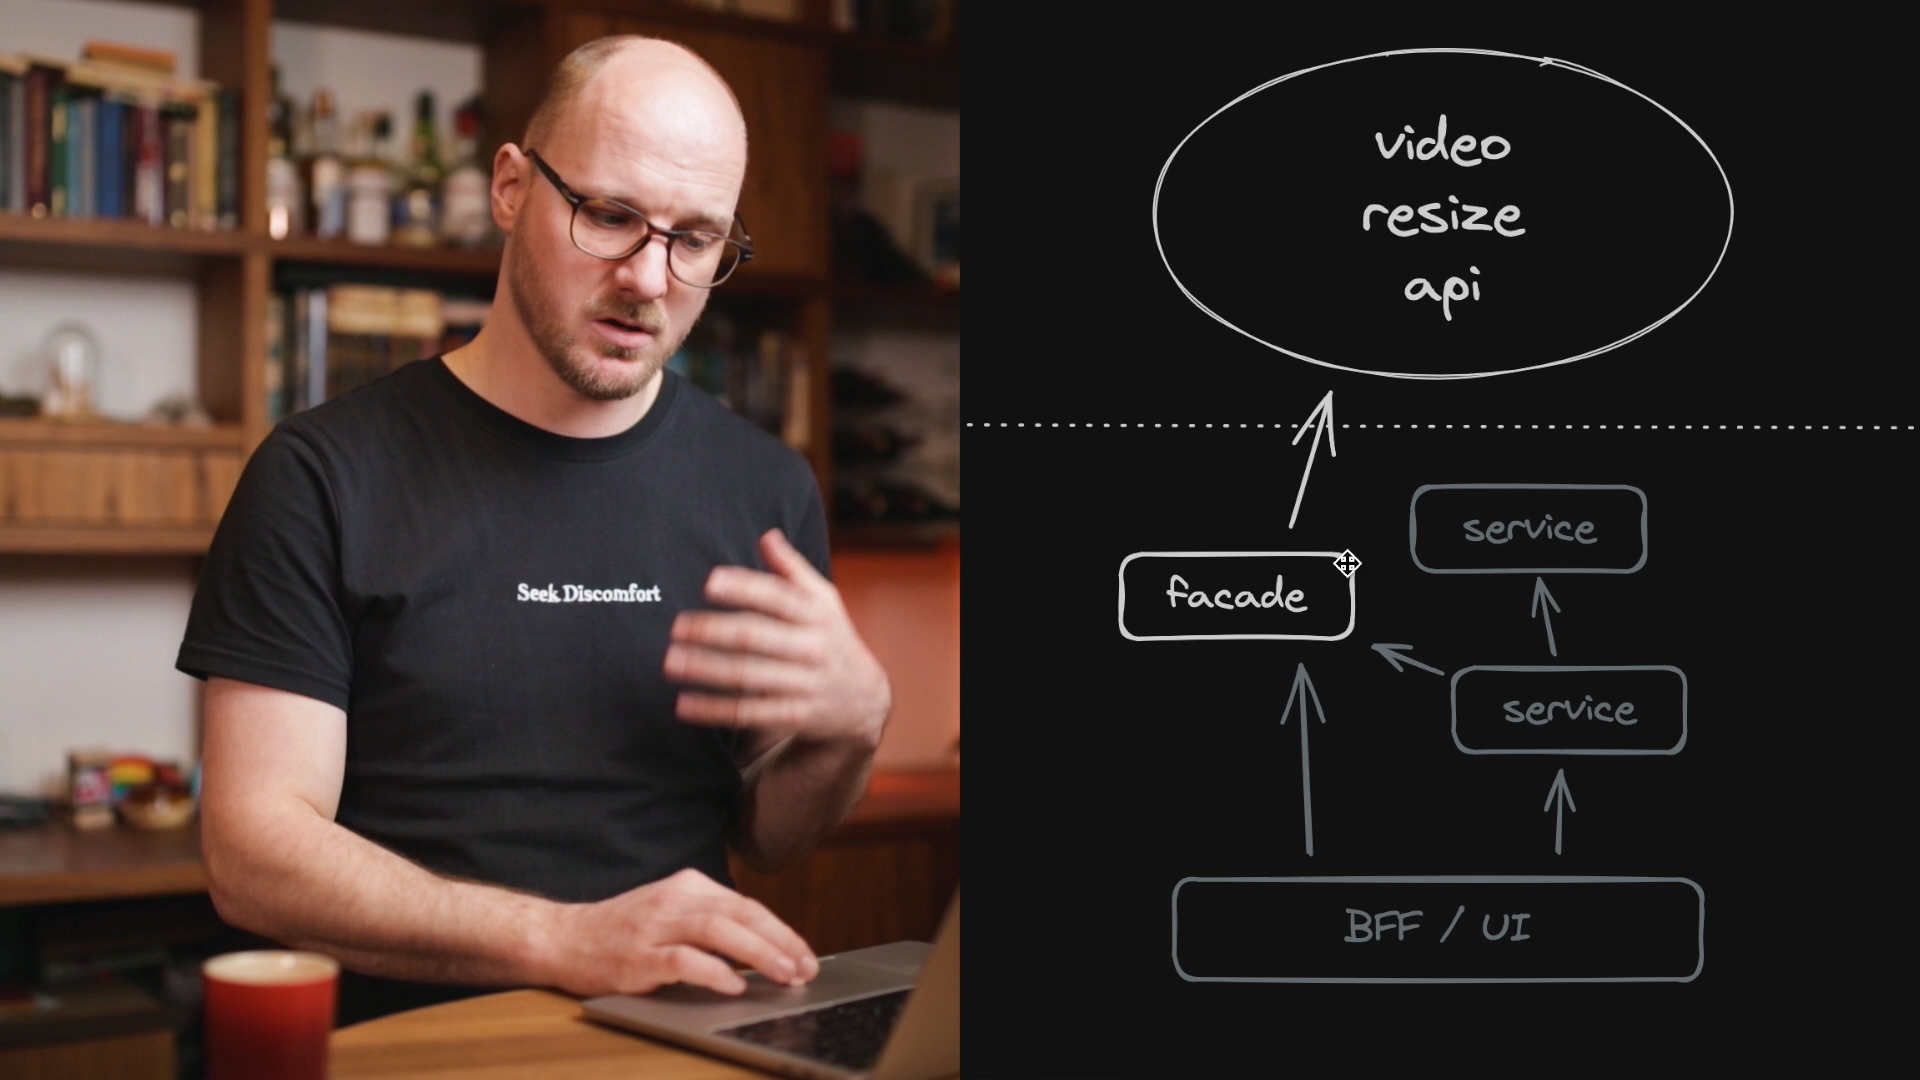 Seek Discomfort
video
resize
api
service
facade
service
BFF / UI